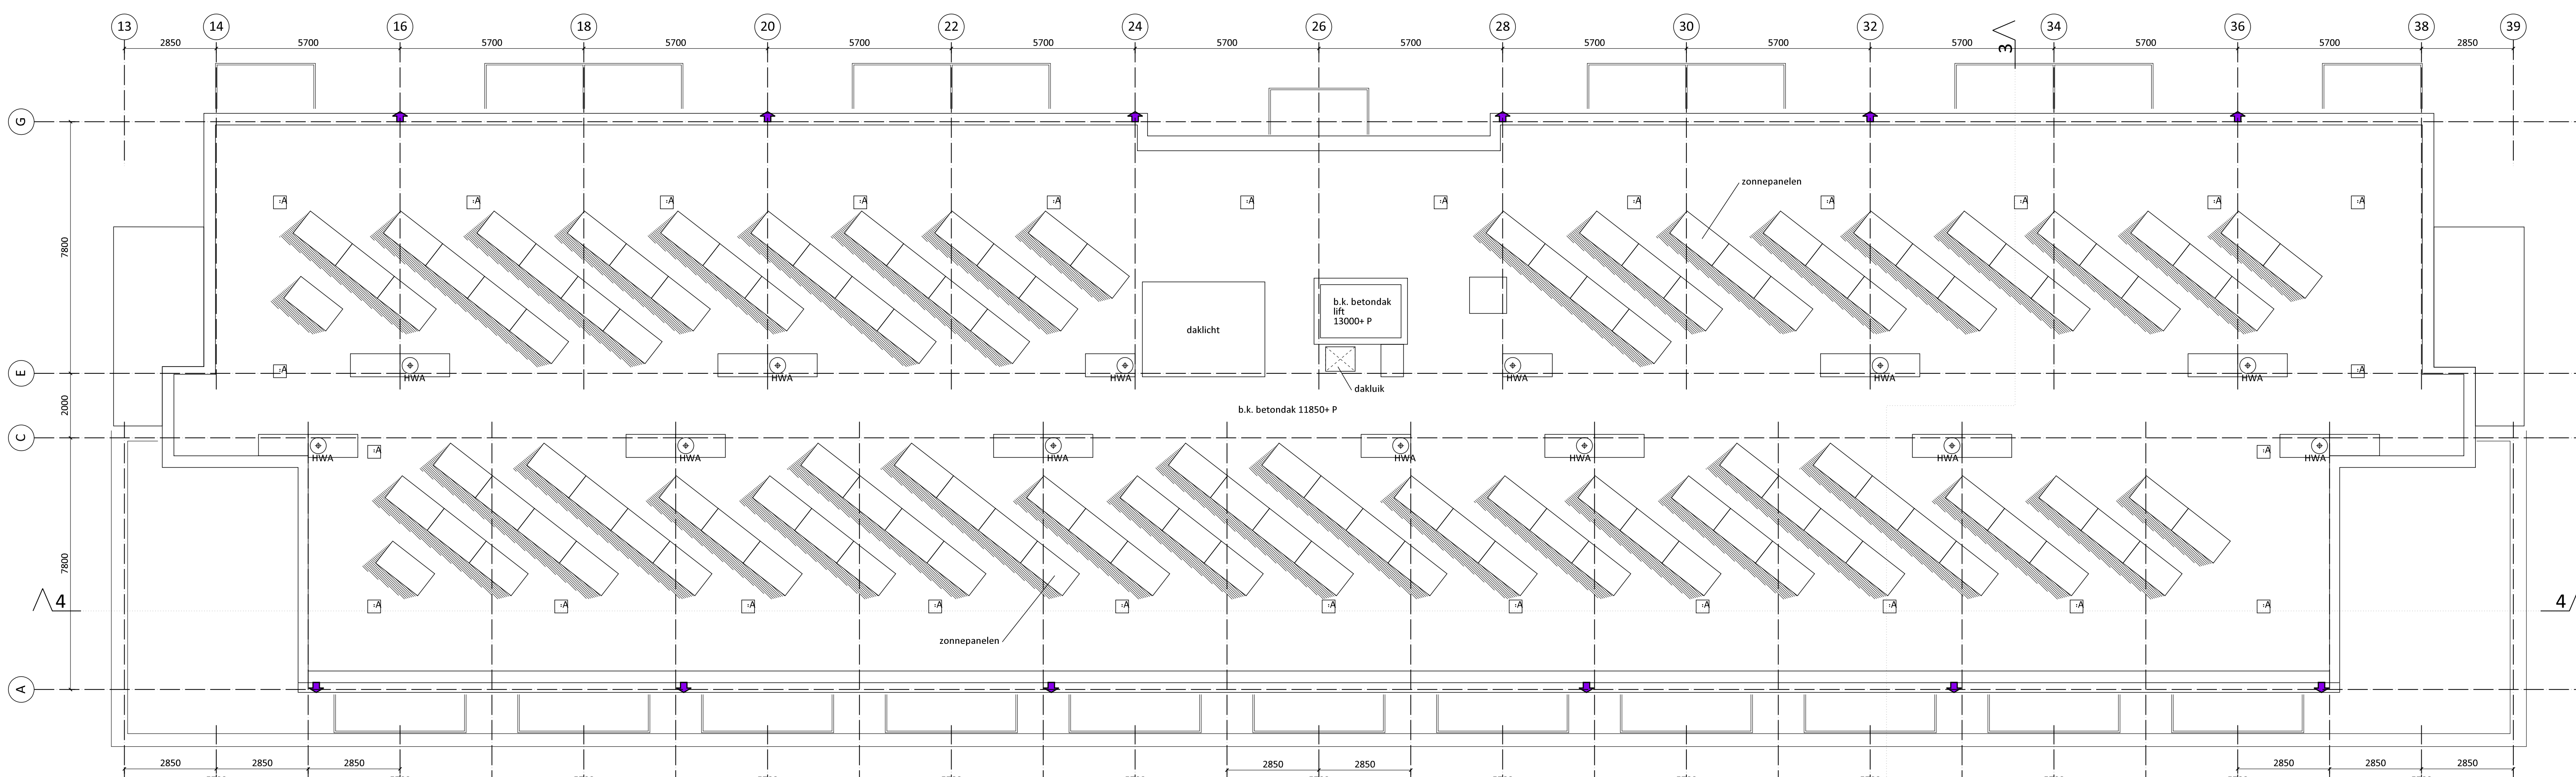 13 14 16 18 20 22 24 26 28 30 32 34 36 38 39
2850 5700 5700 5700 5700 5700 5700 5700 5700 5700 5700 5700 5700 2850
3
G
:A :A :A :A :A :A :A :A :A :A :A :A
zonnepanelen
7800
b.k. betondak
lift
13000+ P
daklicht
E
:A :A
HWA HWA HWA HWA HWA HWA
dakluik
2000
b.k. betondak 11850+ P
C
HWA HWA HWA HWA HWA HWA HWA
:A :A
7800
4 4
:A :A :A :A :A :A :A :A :A :A :A
zonnepanelen
A
2850 2850 2850 2850 2850 2850 2850 2850